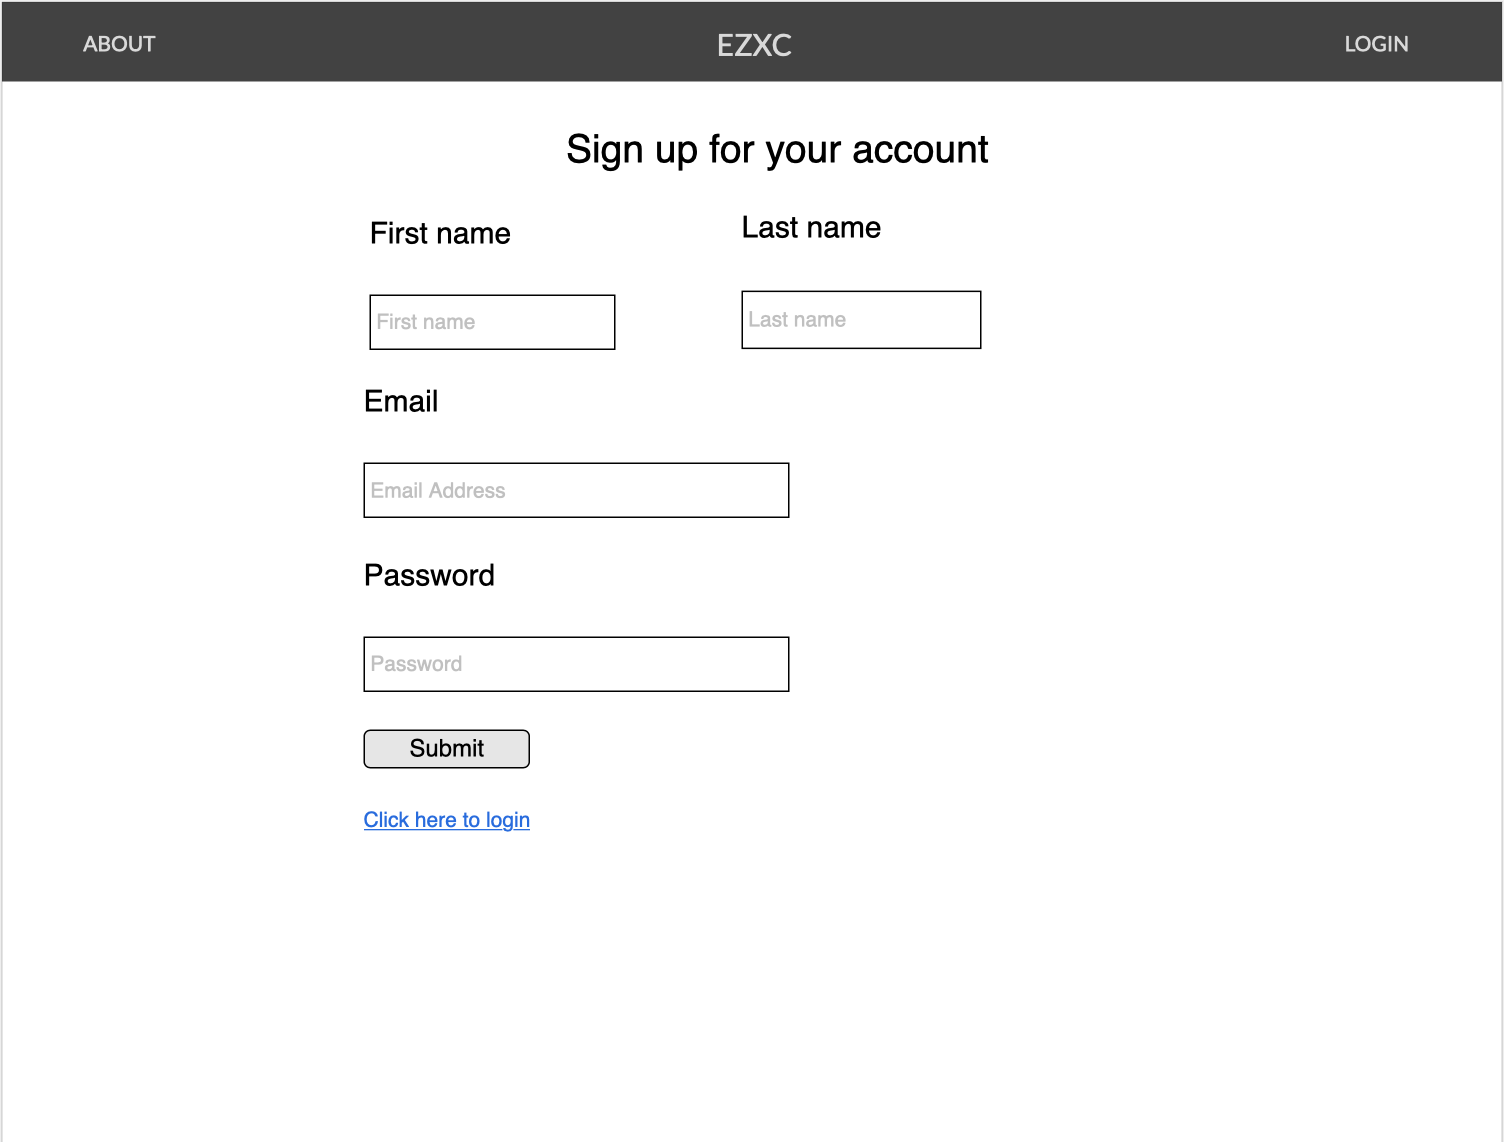 ABOUT
EZXC
LOGIN
Sign up for your account
First name
Last name
First name
Last name
Email
Email Address
Password
Password
Submit
Click here to login